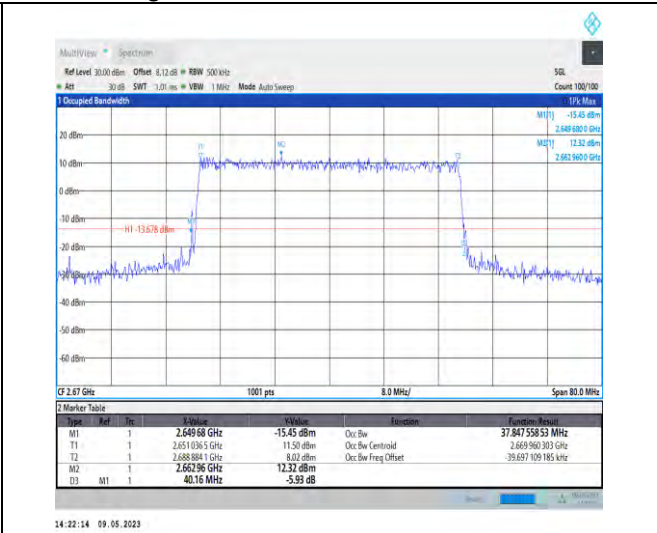 MultiView Spectrum
Ref Level 30.00 dBm Offset 8.12 dB RBW 500 kHz SGL
Att 30 dB SWT 1.01 ms VBW 1 MHz Mode Auto Sweep Count 100/100
1 Occupied Bandwidth 1Pk Max
M1[1] -15.45 dBm
2.649 680 0 GHz
M2[1] 12.32 dBm
2.662 960 0 GHz
20 dBm
T1 M2 T2
10 dBm
0 dBm
-10 dBm
H1 -13.678 dBm
-20 dBm
-30 dBm
-40 dBm
-50 dBm
-60 dBm
CF 2.67 GHz 1001 pts 8.0 MHz/ Span 80.0 MHz
2 Marker Table
Type Ref Trc X-Value Y-Value Function Function Result
M1 1 2.649 68 GHz -15.45 dBm Occ Bw 37.847 558 53 MHz
T1 1 2.651 036 5 GHz 11.50 dBm Occ Bw Centroid 2.669 960 303 GHz
T2 1 2.688 884 1 GHz 8.02 dBm Occ Bw Freq Offset -39.697 109 185 kHz
M2 1 2.662 96 GHz 12.32 dBm
D3 M1 1 40.16 MHz -5.93 dB
14:22:14 09.05.2023